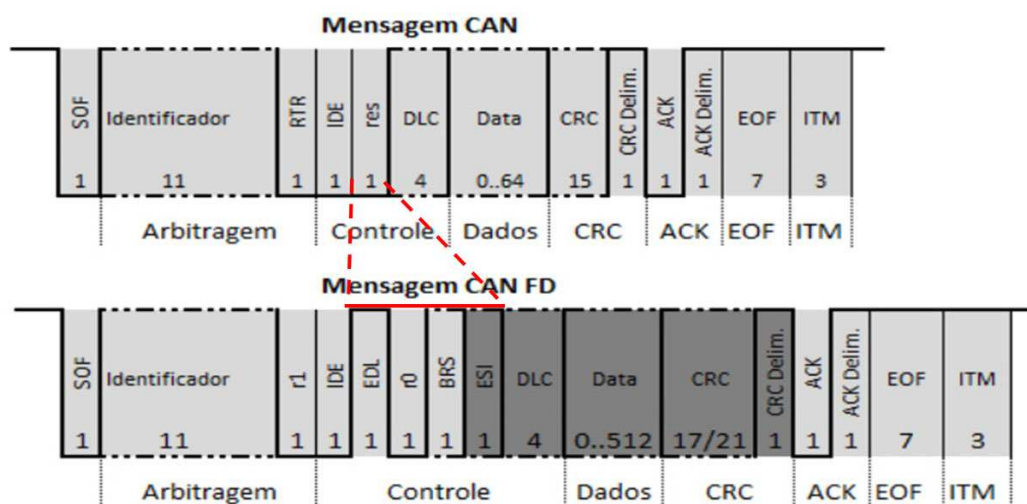 Mensagem CAN
SOF Identificador RTR IDE res DLC Data CRC CRC Delim. ACK ACK Delim. EOF ITM
1 11 1 1 1 4 0..64 15 1 1 1 7 3
Arbitragem Controle Dados CRC ACK EOF ITM
Mensagem CAN FD
SOF Identificador r1 IDE EDL r0 BRS ESI DLC Data CRC CRC Delim. ACK ACK Delim. EOF ITM
1 11 1 1 1 1 1 1 4 0..512 17/21 1 1 1 7 3
Arbitragem Controle Dados CRC ACK EOF ITM